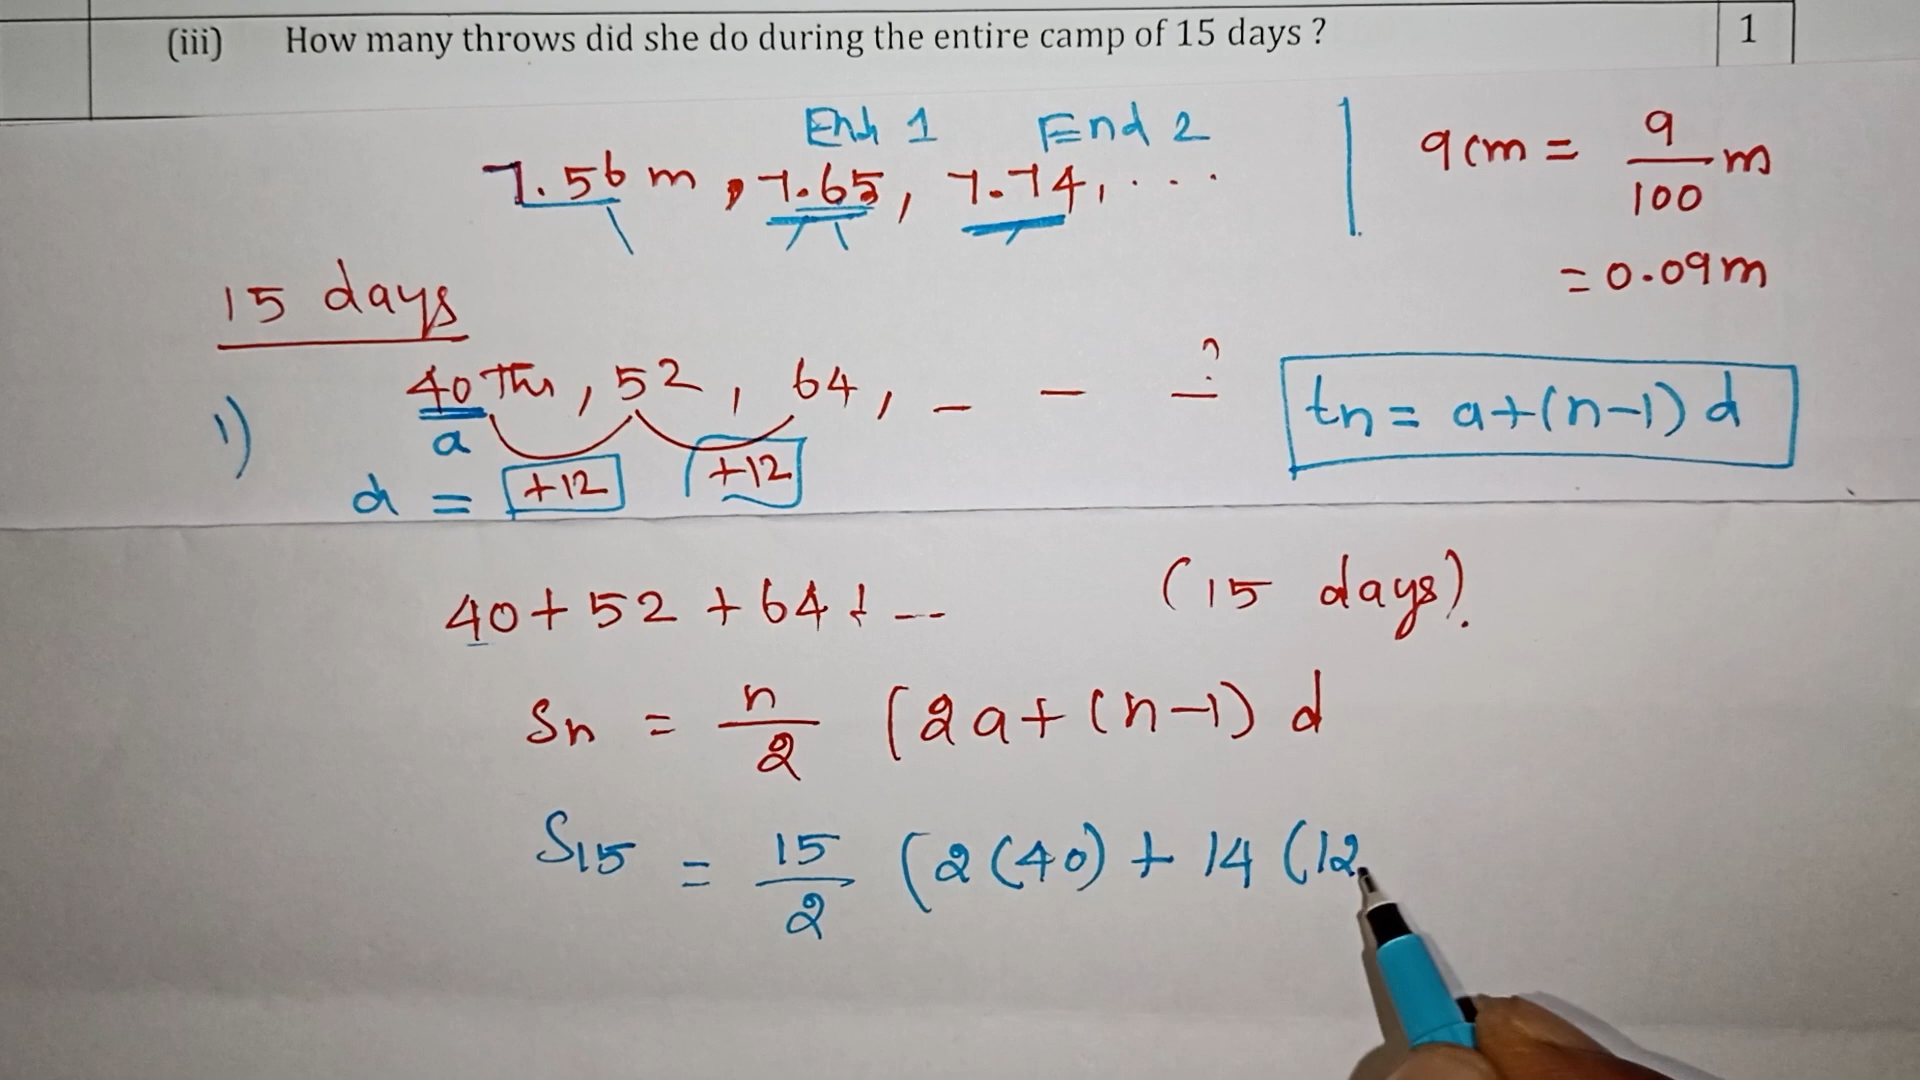 (iii) How many throws did she do during the entire camp of 15 days ? 1
End 1 End 2
7.56 m , 7.65 , 7.74 , . . .
9 cm = 9/100 m
= 0.09 m
15 days
1) 40 Ths , 52 , 64 , _ _ _ ?
a
d = +12 +12
tn = a+(n-1) d
40 + 52 + 64 + -- (15 days).
Sn = n/2 (2a+(n-1) d
S15 = 15/2 (2(40) + 14 (12